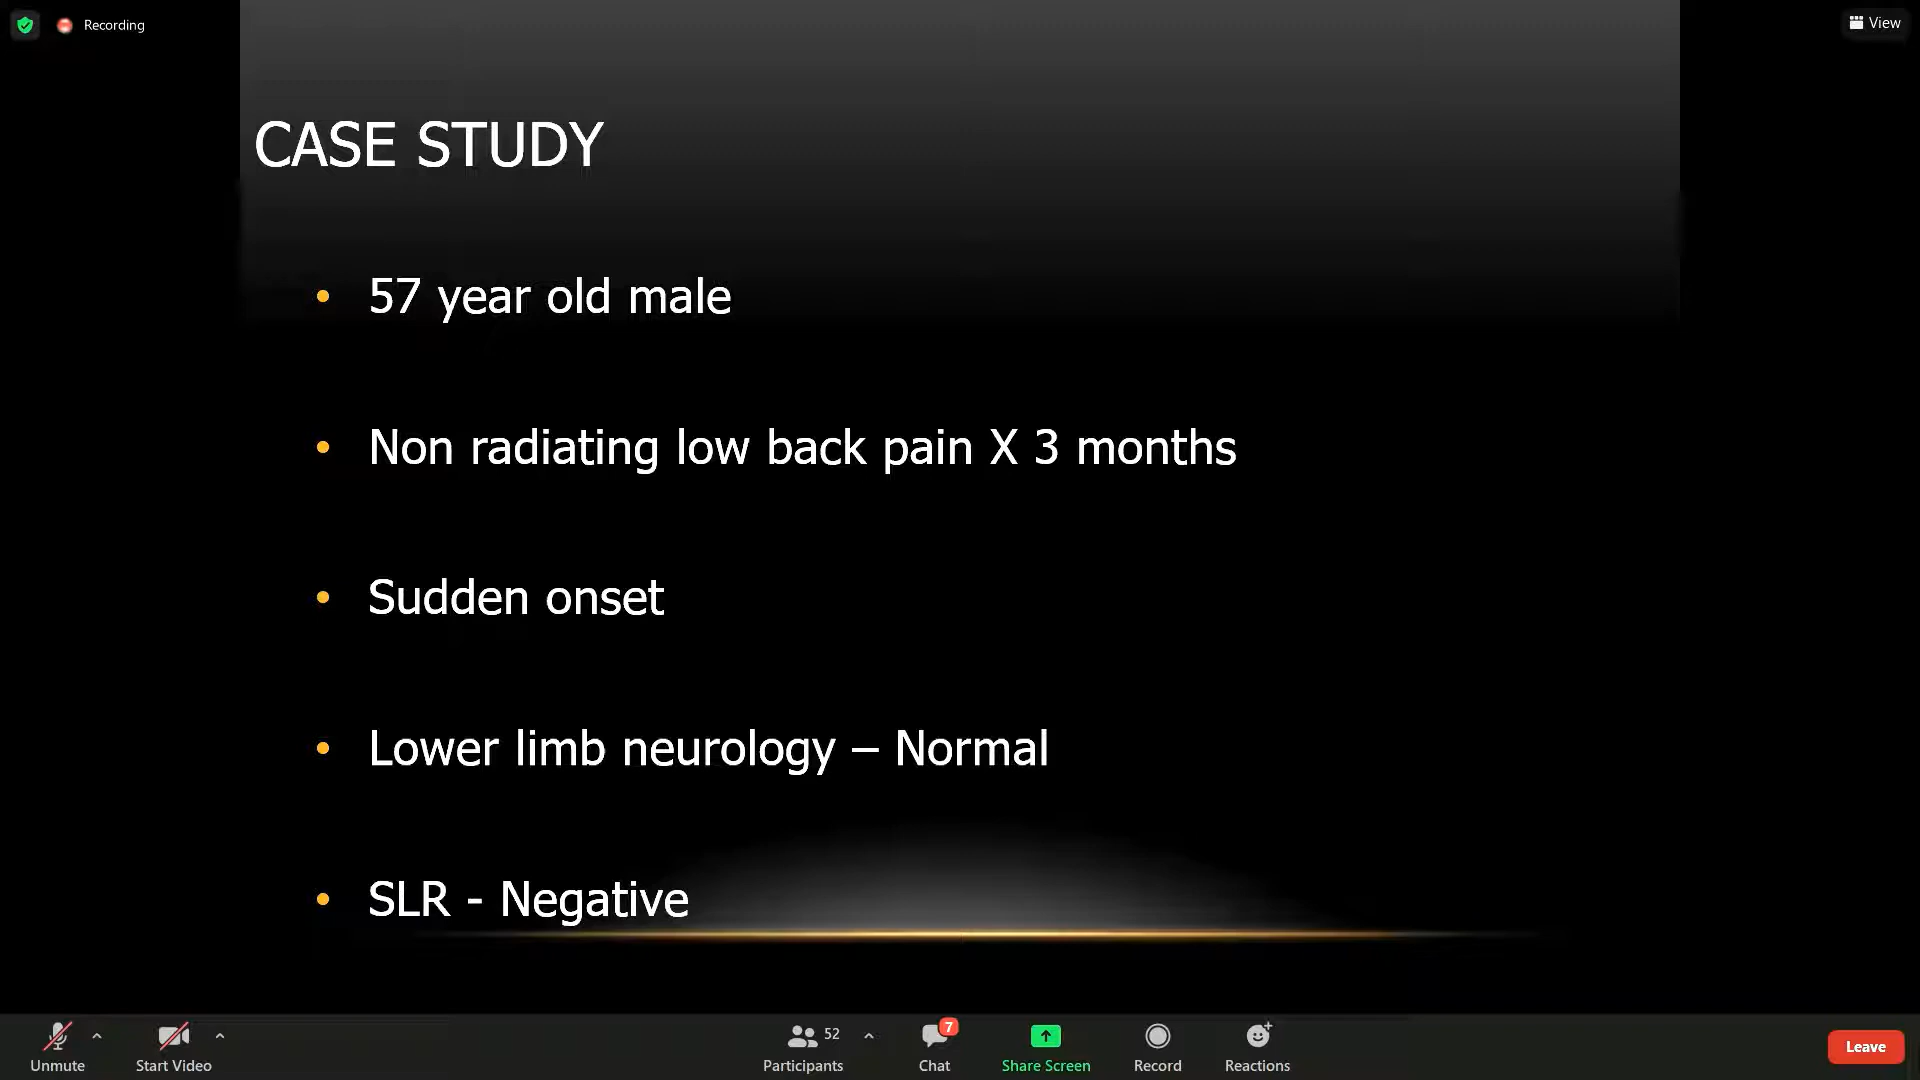 Recording
View
CASE STUDY
• 57 year old male
• Non radiating low back pain X 3 months
• Sudden onset
• Lower limb neurology – Normal
• SLR - Negative
Unmute
Start Video
52
Participants
7
Chat
Share Screen
Record
Reactions
Leave